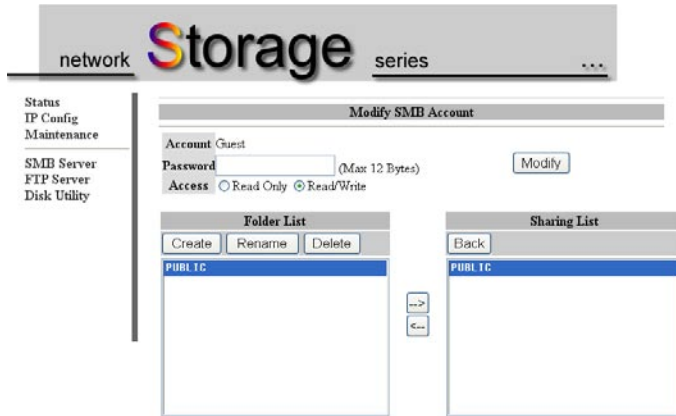 network Storage series ...
Status
IP Config
Maintenance
SMB Server
FTP Server
Disk Utility
Modify SMB Account
Account Guest
Password (Max 12 Bytes) Modify
Access Read Only Read/Write
Folder List
Create Rename Delete
PUBLIC
-->
<--
Sharing List
Back
PUBLIC